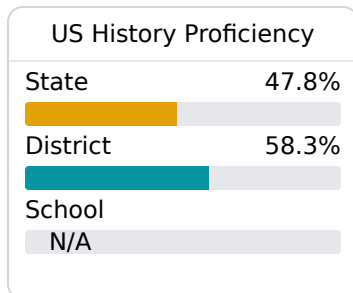 US History Proficiency
State 47.8%
District 58.3%
School
N/A